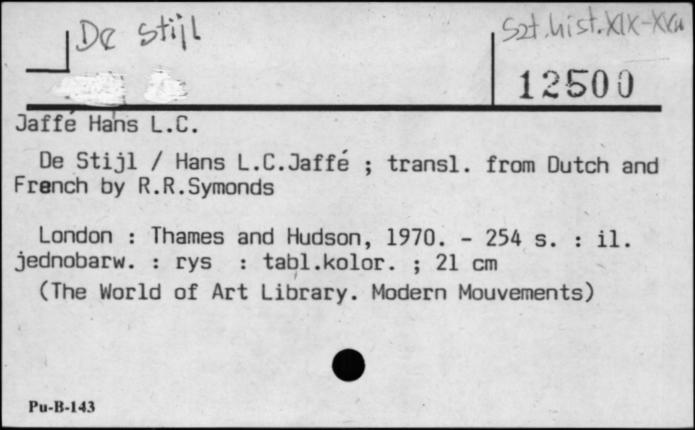 De Stijl
Szt. hist. XIX-XXw
12500
Jaffé Hans L.C.
De Stijl / Hans L.C.Jaffé ; transl. from Dutch and
French by R.R.Symonds
London : Thames and Hudson, 1970. - 254 s. : il.
jednobarw. : rys : tabl.kolor. ; 21 cm
(The World of Art Library. Modern Mouvements)
Pu-B-143